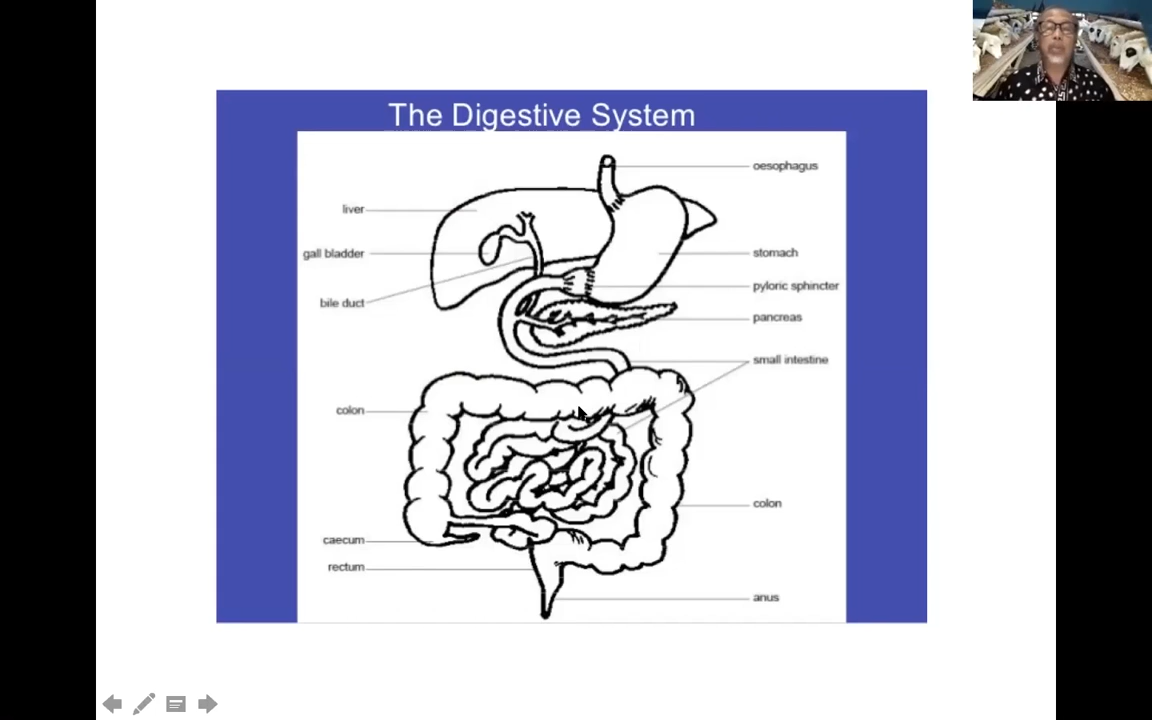 The Digestive System
oesophagus
liver
gall bladder
stomach
pyloric sphincter
bile duct
pancreas
small intestine
colon
colon
caecum
rectum
anus